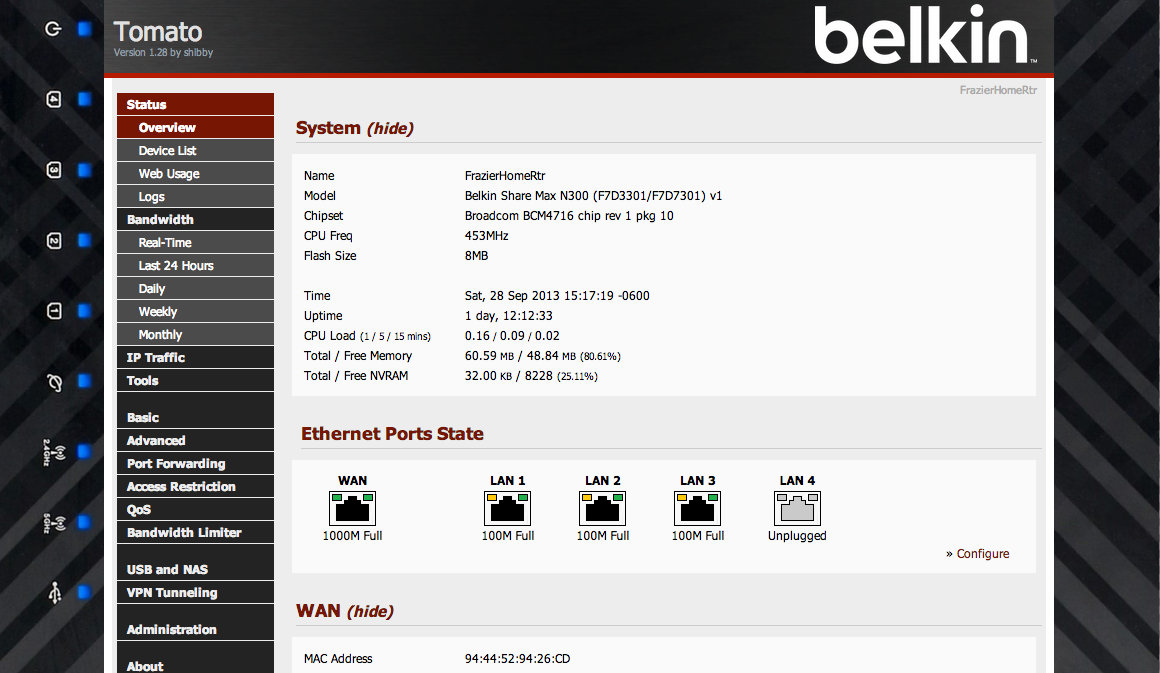 Tomato
Version 1.28 by shibby
belkin™
FrazierHomeRtr
4
3
2
1
2.4GHz
5GHz
Status
Overview
Device List
Web Usage
Logs
Bandwidth
Real-Time
Last 24 Hours
Daily
Weekly
Monthly
IP Traffic
Tools
Basic
Advanced
Port Forwarding
Access Restriction
QoS
Bandwidth Limiter
USB and NAS
VPN Tunneling
Administration
About
System (hide)
Name FrazierHomeRtr
Model Belkin Share Max N300 (F7D3301/F7D7301) v1
Chipset Broadcom BCM4716 chip rev 1 pkg 10
CPU Freq 453MHz
Flash Size 8MB
Time Sat, 28 Sep 2013 15:17:19 -0600
Uptime 1 day, 12:12:33
CPU Load (1 / 5 / 15 mins) 0.16 / 0.09 / 0.02
Total / Free Memory 60.59 MB / 48.84 MB (80.61%)
Total / Free NVRAM 32.00 KB / 8228 (25.11%)
Ethernet Ports State
WAN LAN 1 LAN 2 LAN 3 LAN 4
1000M Full 100M Full 100M Full 100M Full Unplugged
» Configure
WAN (hide)
MAC Address 94:44:52:94:26:CD